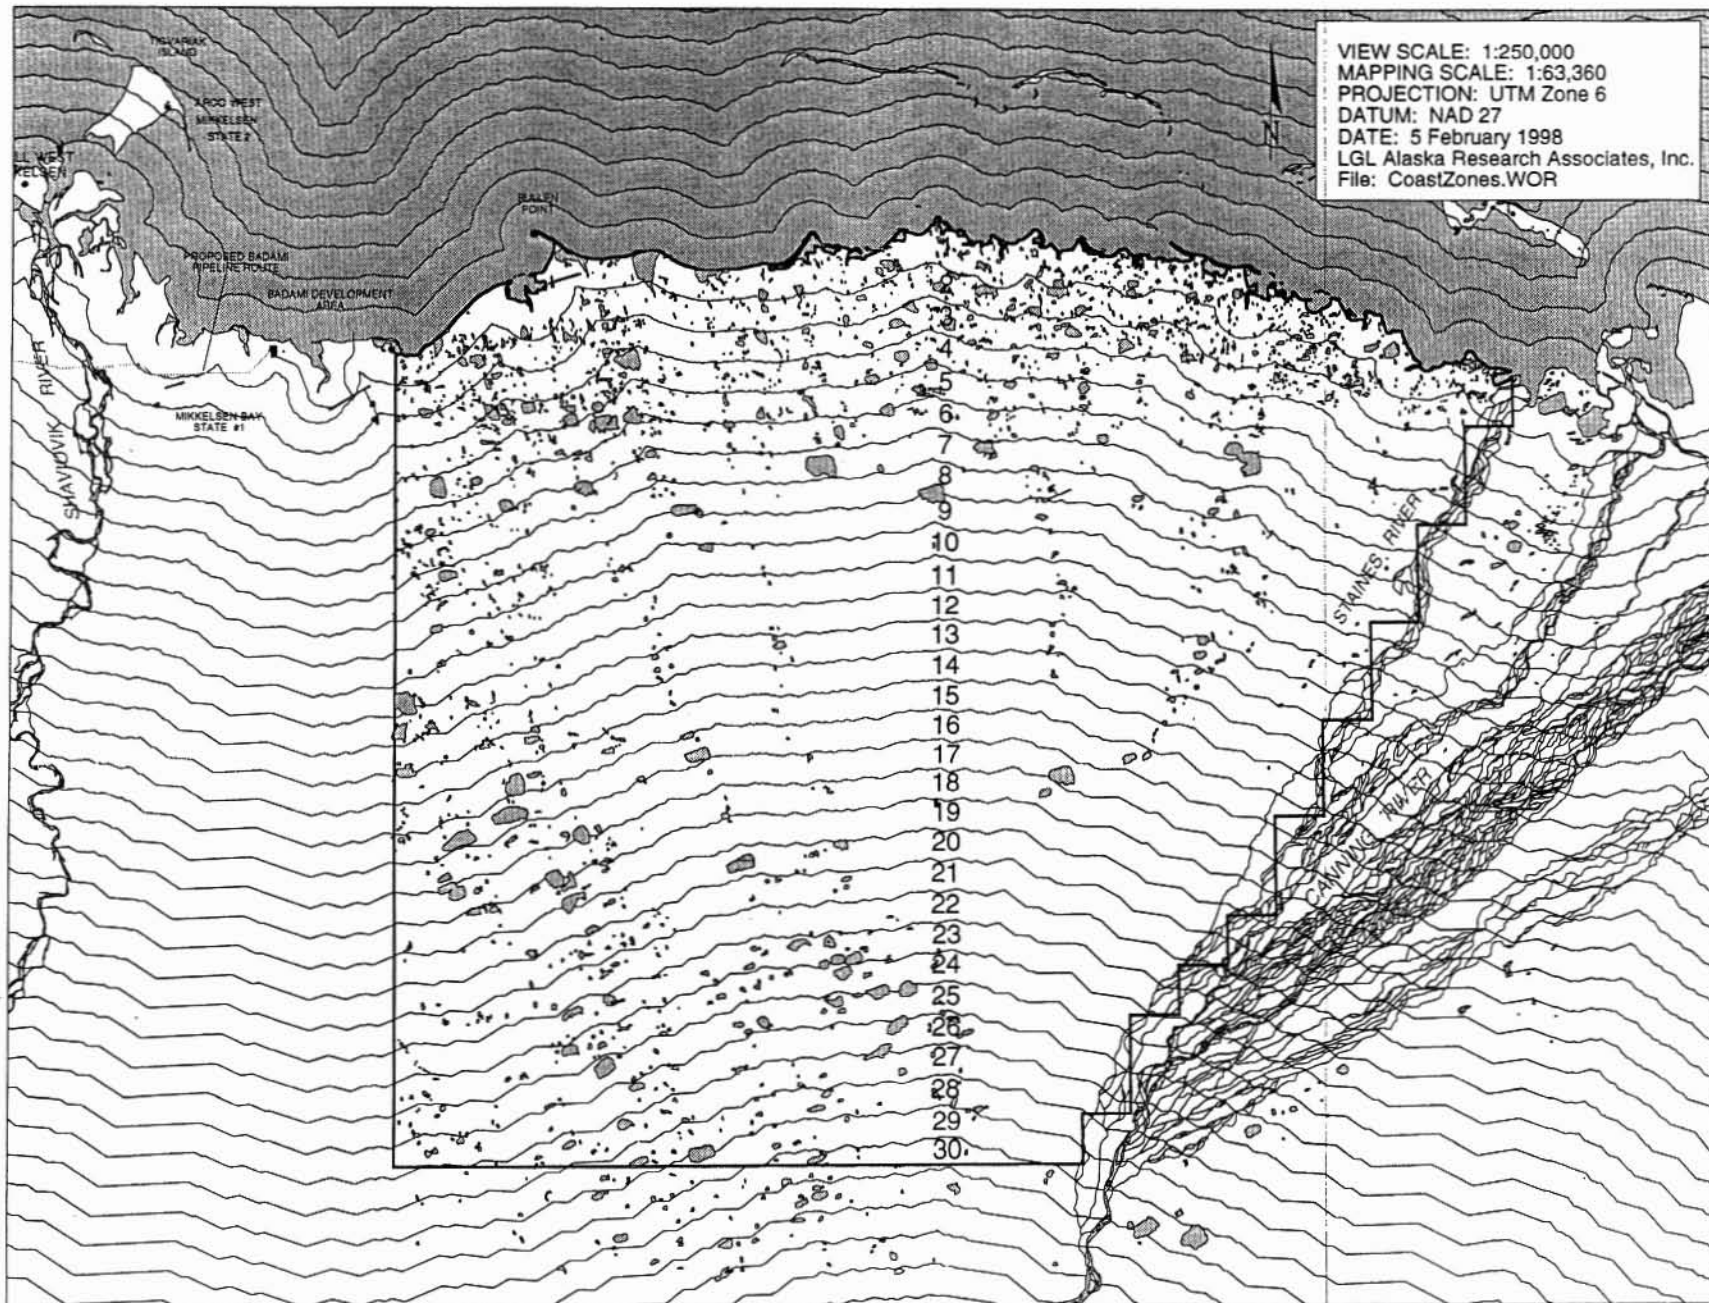 VIEW SCALE: 1:250,000
MAPPING SCALE: 1:63,360
PROJECTION: UTM Zone 6
DATUM: NAD 27
DATE: 5 February 1998
LGL Alaska Research Associates, Inc.
File: CoastZones.WOR
N
TIGVARIAK
ISLAND
ARCO WEST
MIKKELSEN
STATE 2
LL WEST
KELSEN
BULLEN
POINT
PROPOSED BADAMI
PIPELINE ROUTE
BADAMI DEVELOPMENT
AREA
MIKKELSEN BAY
STATE #1
SHAVIOVIK RIVER
STAINES RIVER
CANNING RIVER
2
3
4
5
6
7
8
9
10
11
12
13
14
15
16
17
18
19
20
21
22
23
24
25
26
27
28
29
30